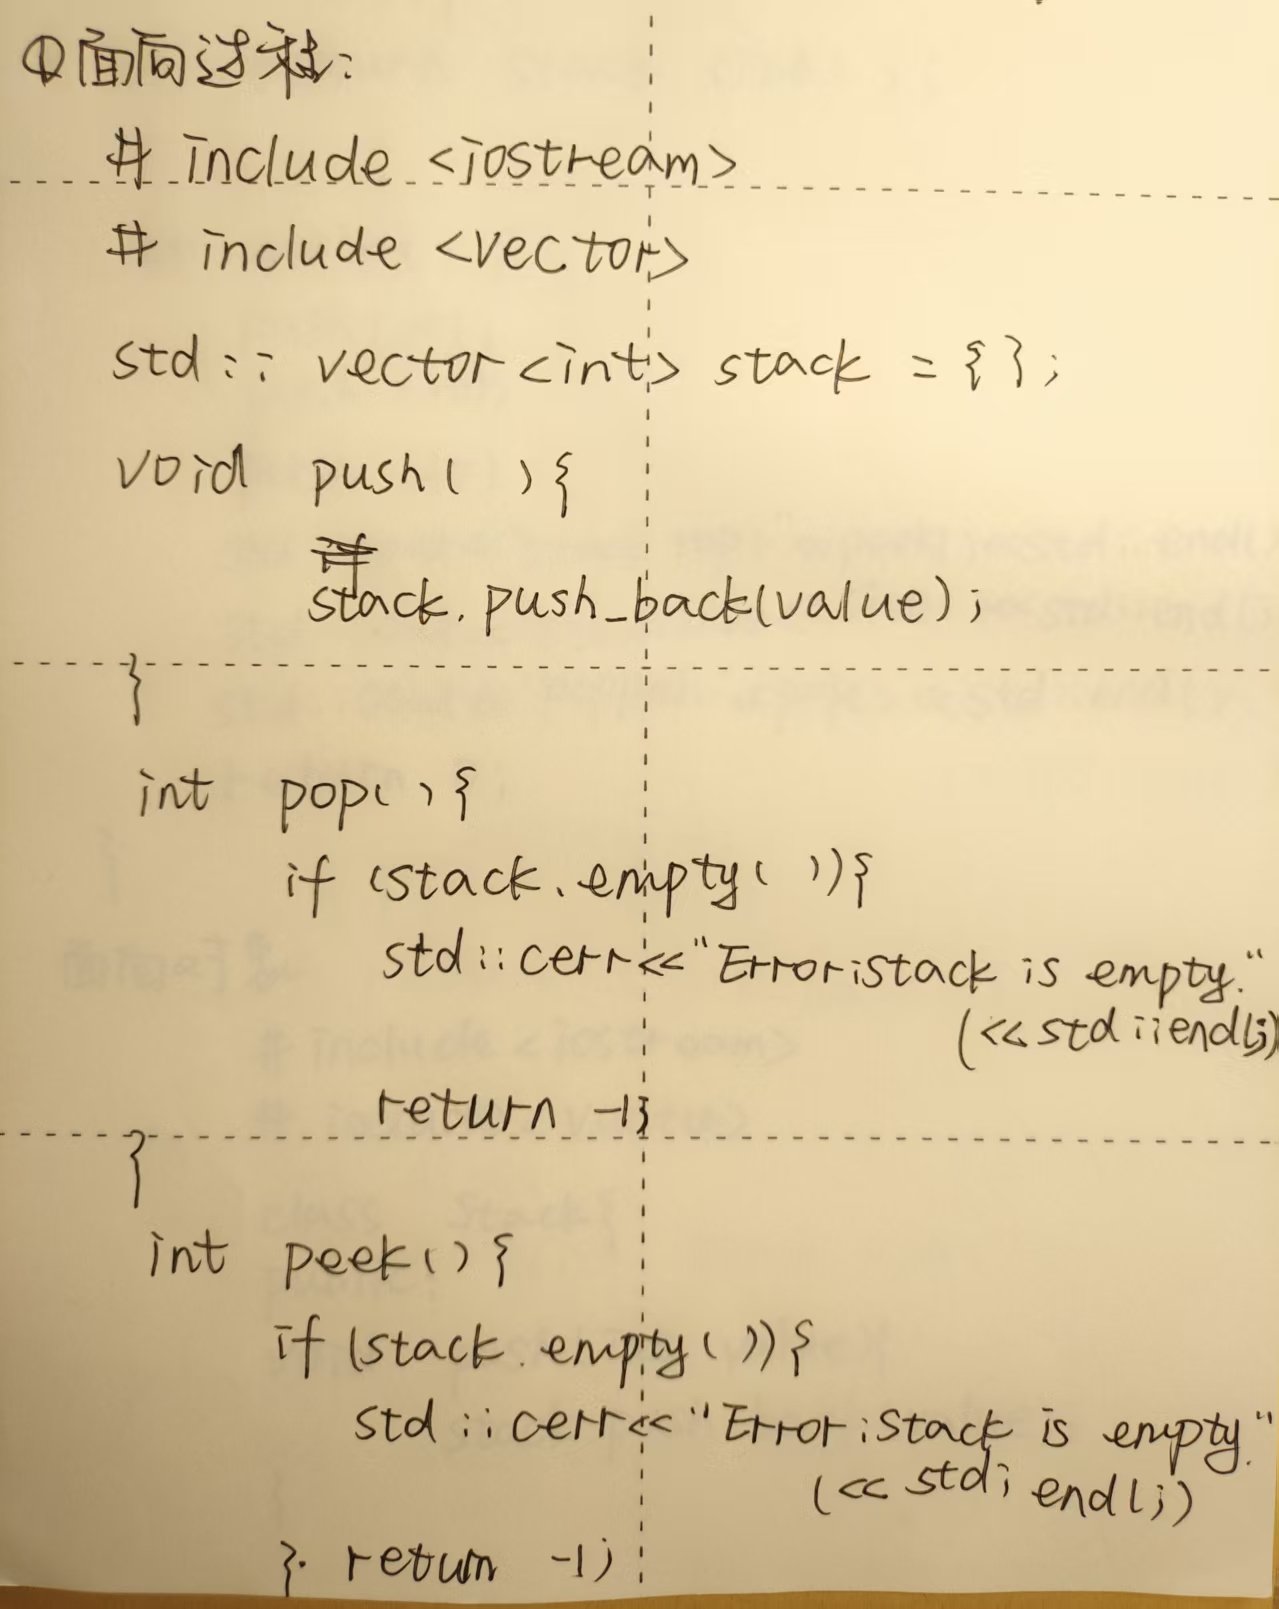 ①面向过程:
# include <iostream>
# include <vector>
std :: vector<int> stack = { };
void push( ){
stack. push_back(value);
}
int pop( ){
if (stack. empty( )){
std :: cerr<<"Error: stack is empty."
(<< std :: endl;)
return -1;
}
int peek( ){
if (stack. empty( )){
std :: cerr<<"Error: Stack is empty."
(<< std; endl;)
}. return -1;